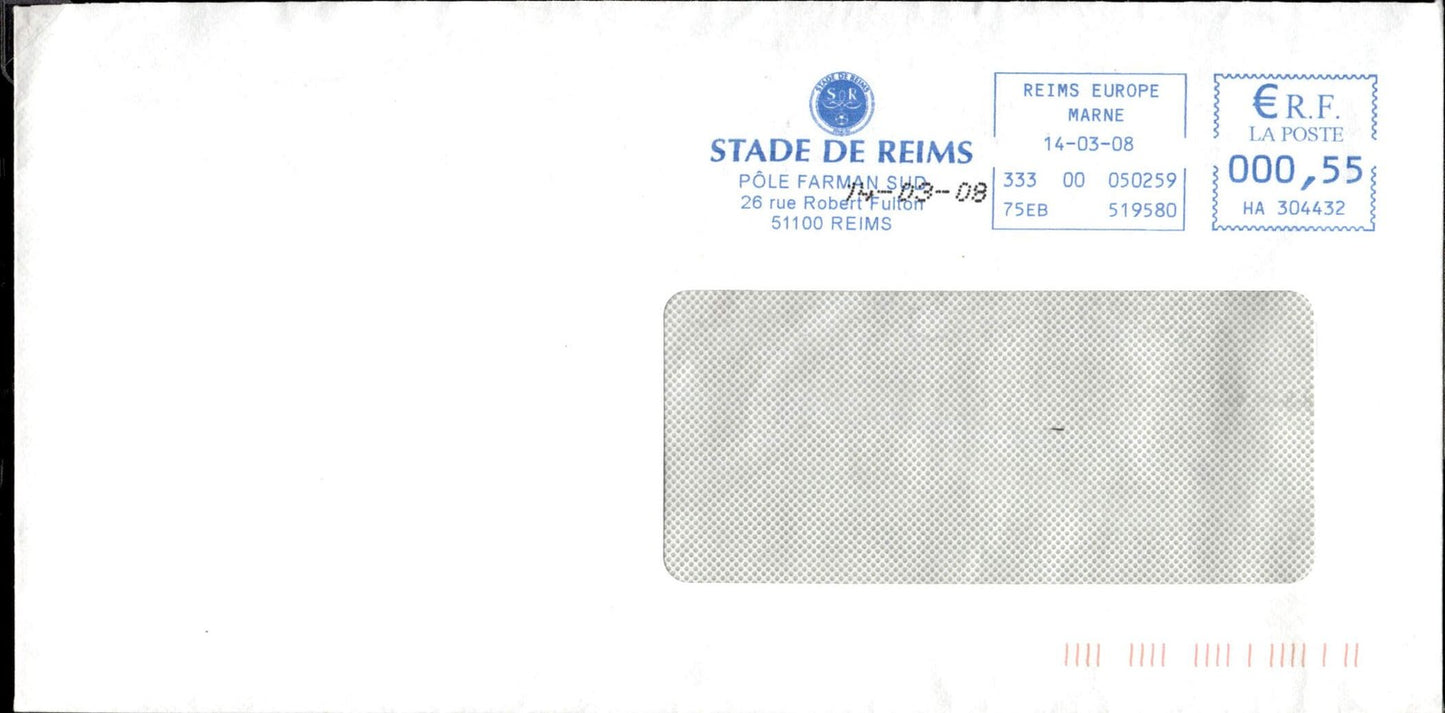 STADE DE REIMS
S R
STADE DE REIMS
PÔLE FARMAN SUD
26 rue Robert Fulton
51100 REIMS
14-03-08
REIMS EUROPE
MARNE
14-03-08
333 00 050259
75EB 519580
€ R.F.
LA POSTE
000,55
HA 304432